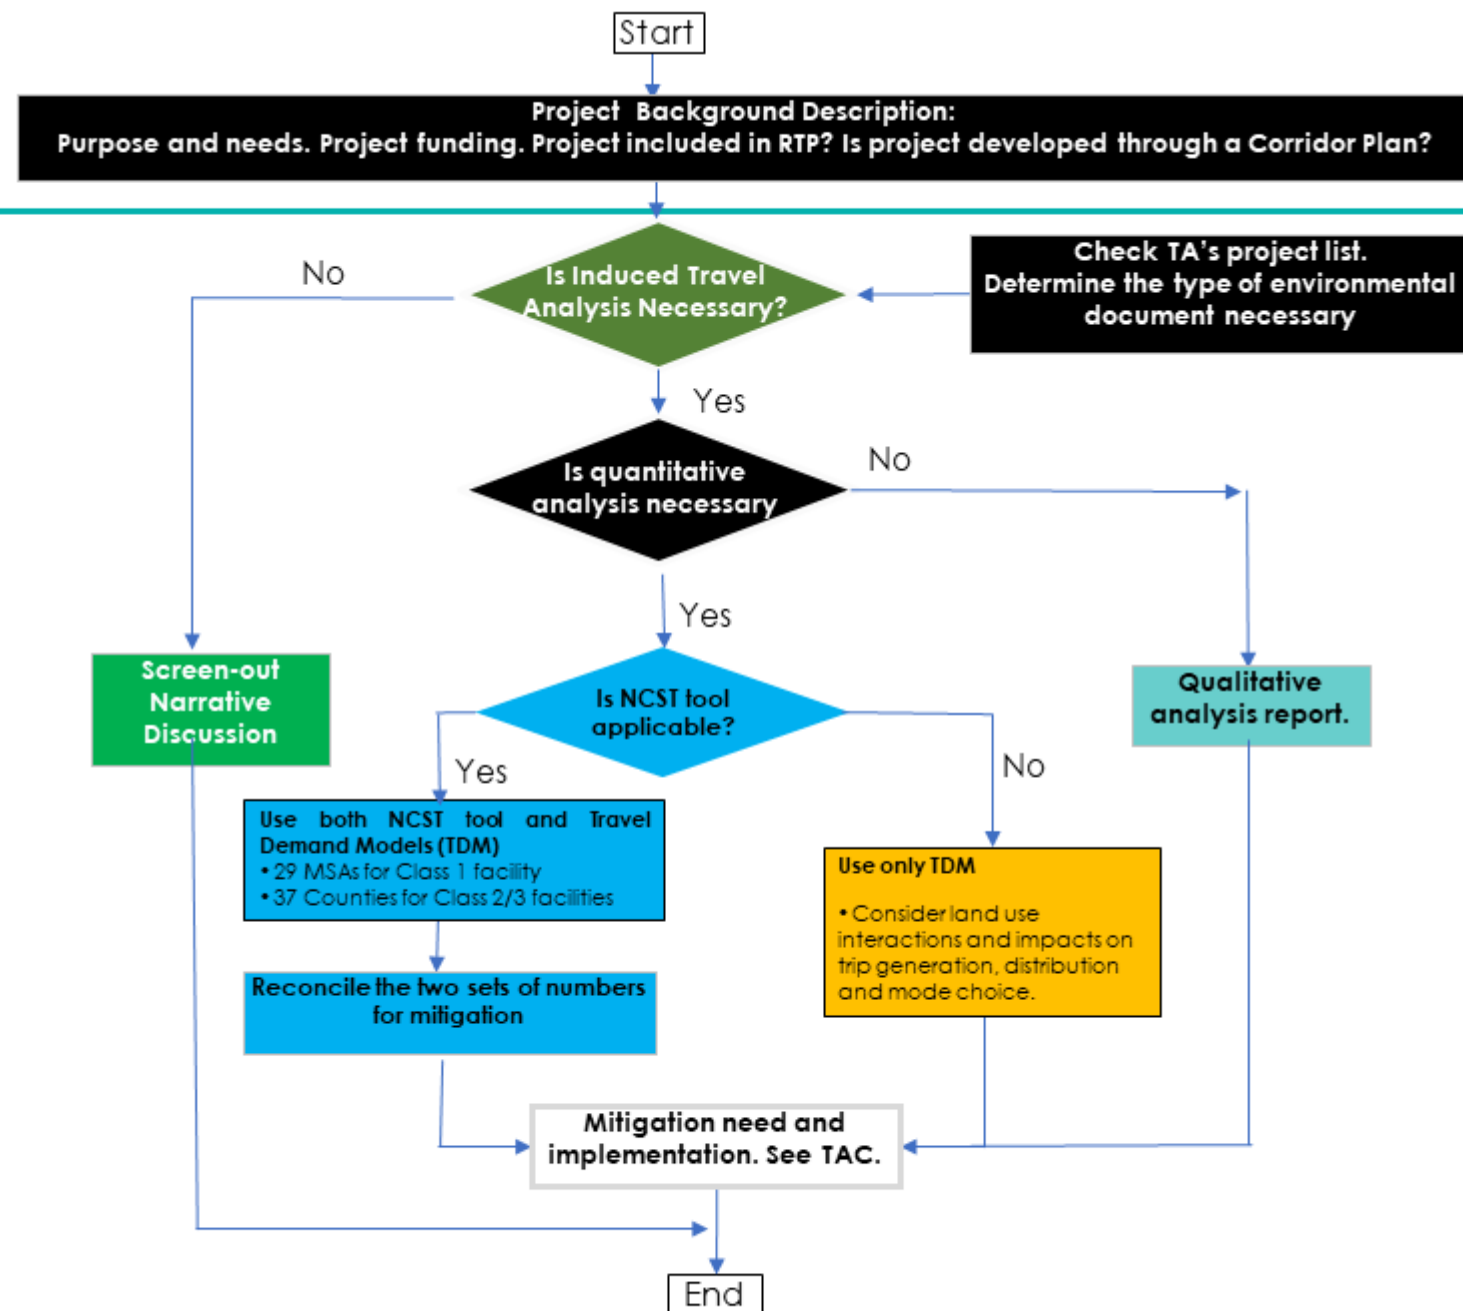 Start
Project Background Description:
Purpose and needs. Project funding. Project included in RTP? Is project developed through a Corridor Plan?
No
Is Induced Travel
Analysis Necessary?
Check TA's project list.
Determine the type of environmental
document necessary
Yes
Is quantitative
analysis necessary
No
Yes
Screen-out
Narrative
Discussion
Is NCST tool
applicable?
Qualitative
analysis report.
Yes
No
Use both NCST tool and Travel
Demand Models (TDM)
• 29 MSAs for Class 1 facility
• 37 Counties for Class 2/3 facilities
Use only TDM
• Consider land use
interactions and impacts on
trip generation, distribution
and mode choice.
Reconcile the two sets of numbers
for mitigation
Mitigation need and
implementation. See TAC.
End